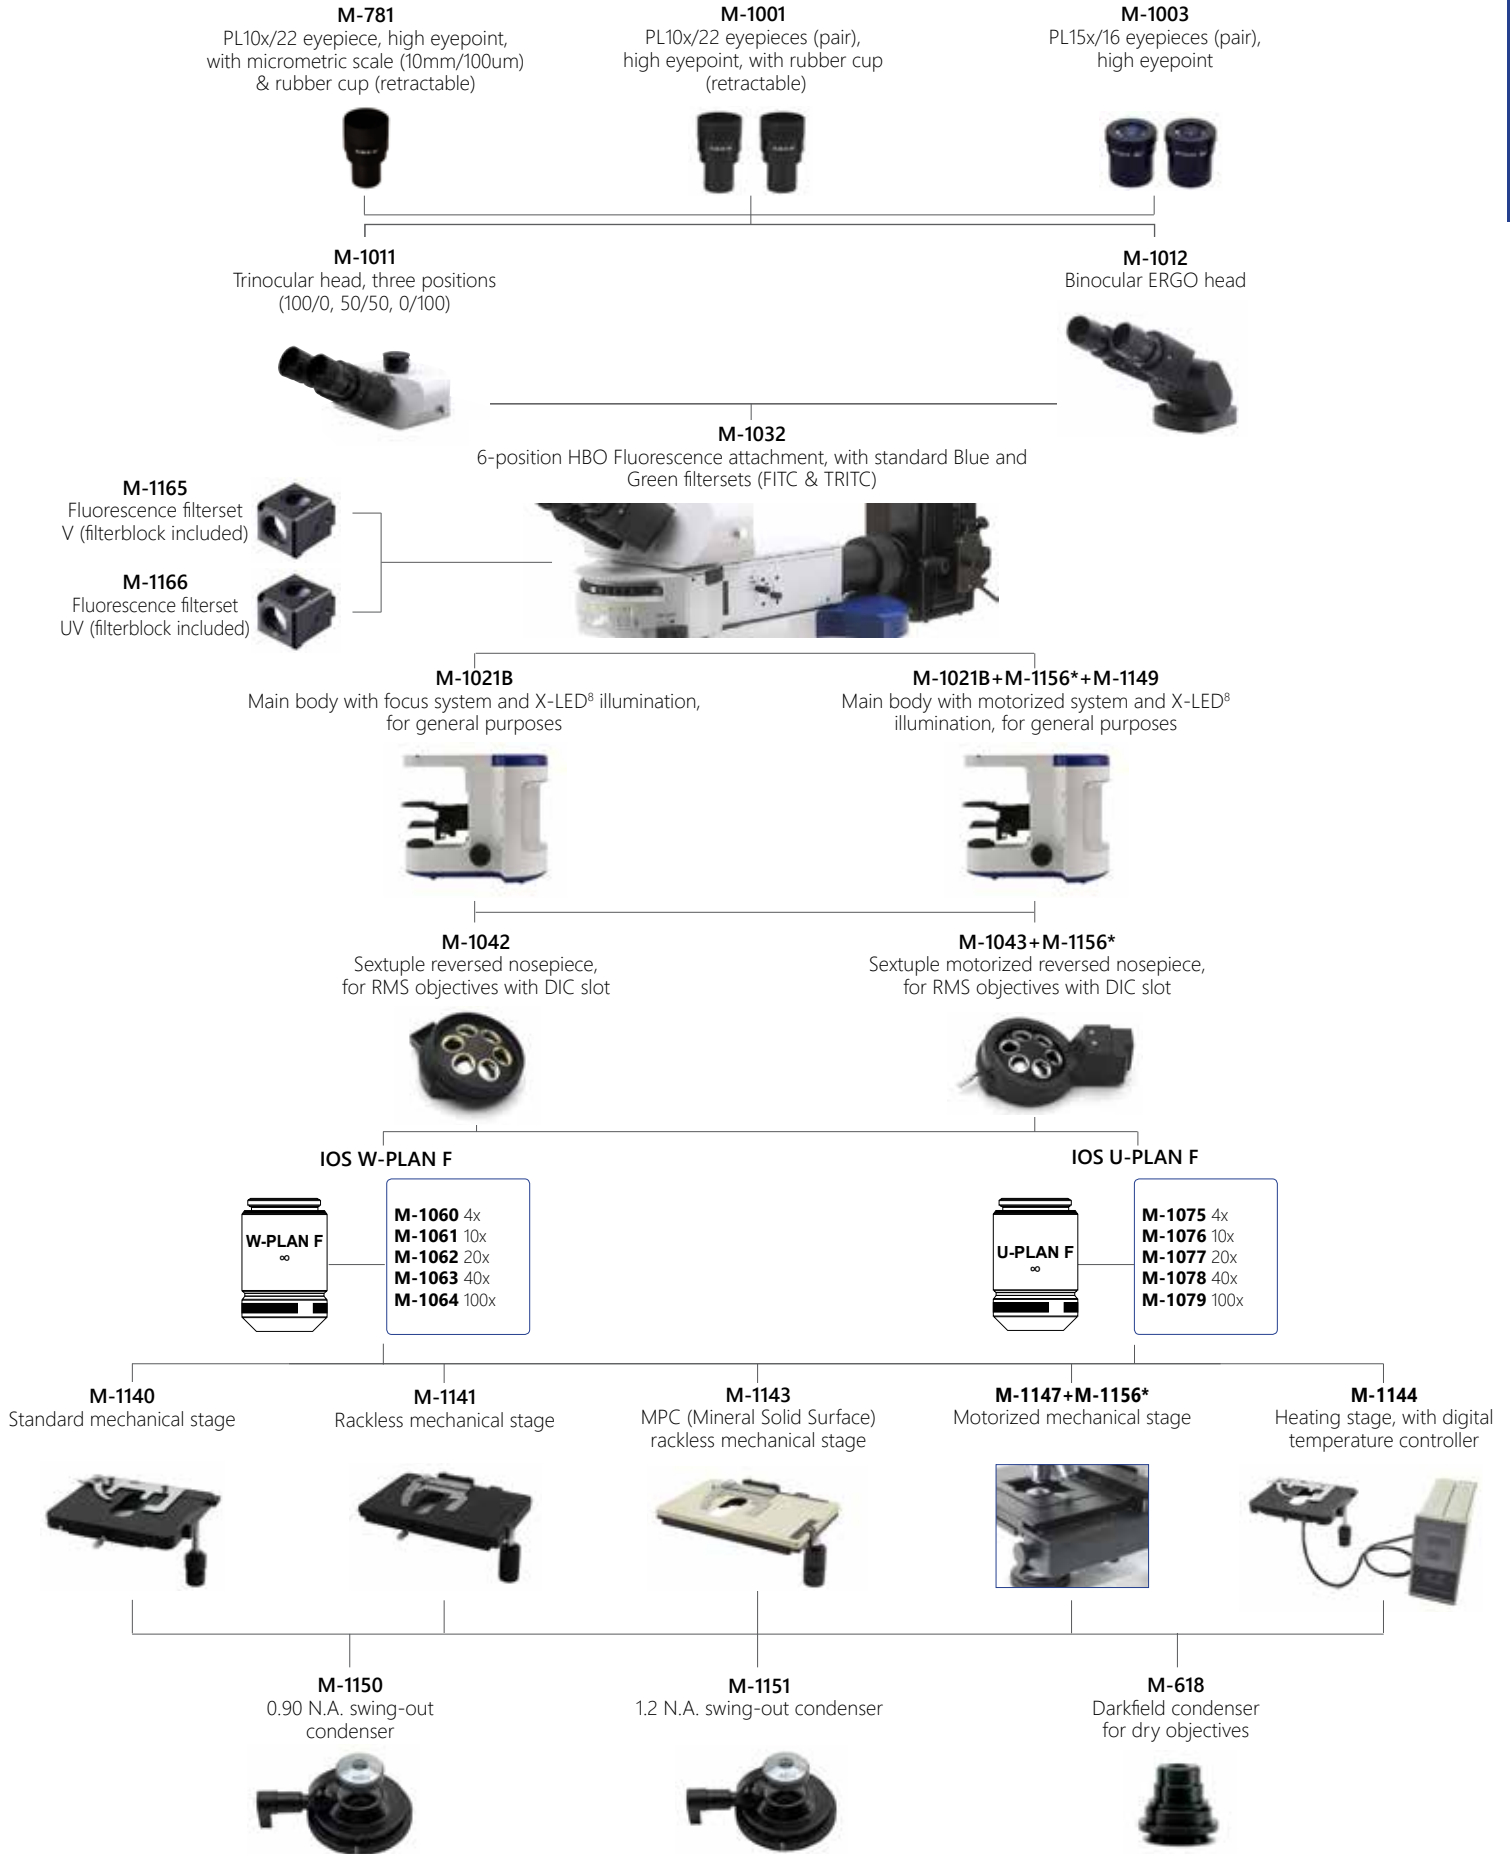 M-781
PL10x/22 eyepiece, high eyepoint,
with micrometric scale (10mm/100um)
& rubber cup (retractable)
M-1001
PL10x/22 eyepieces (pair),
high eyepoint, with rubber cup
(retractable)
M-1003
PL15x/16 eyepieces (pair),
high eyepoint
M-1011
Trinocular head, three positions
(100/0, 50/50, 0/100)
M-1012
Binocular ERGO head
M-1032
6-position HBO Fluorescence attachment, with standard Blue and
Green filtersets (FITC & TRITC)
M-1165
Fluorescence filterset
V (filterblock included)
M-1166
Fluorescence filterset
UV (filterblock included)
M-1021B
Main body with focus system and X-LED⁸ illumination,
for general purposes
M-1021B+M-1156*+M-1149
Main body with motorized system and X-LED⁸
illumination, for general purposes
M-1042
Sextuple reversed nosepiece,
for RMS objectives with DIC slot
M-1043+M-1156*
Sextuple motorized reversed nosepiece,
for RMS objectives with DIC slot
IOS W-PLAN F
W-PLAN F
∞
M-1060 4x
M-1061 10x
M-1062 20x
M-1063 40x
M-1064 100x
IOS U-PLAN F
U-PLAN F
∞
M-1075 4x
M-1076 10x
M-1077 20x
M-1078 40x
M-1079 100x
M-1140
Standard mechanical stage
M-1141
Rackless mechanical stage
M-1143
MPC (Mineral Solid Surface)
rackless mechanical stage
M-1147+M-1156*
Motorized mechanical stage
M-1144
Heating stage, with digital
temperature controller
M-1150
0.90 N.A. swing-out
condenser
M-1151
1.2 N.A. swing-out condenser
M-618
Darkfield condenser
for dry objectives